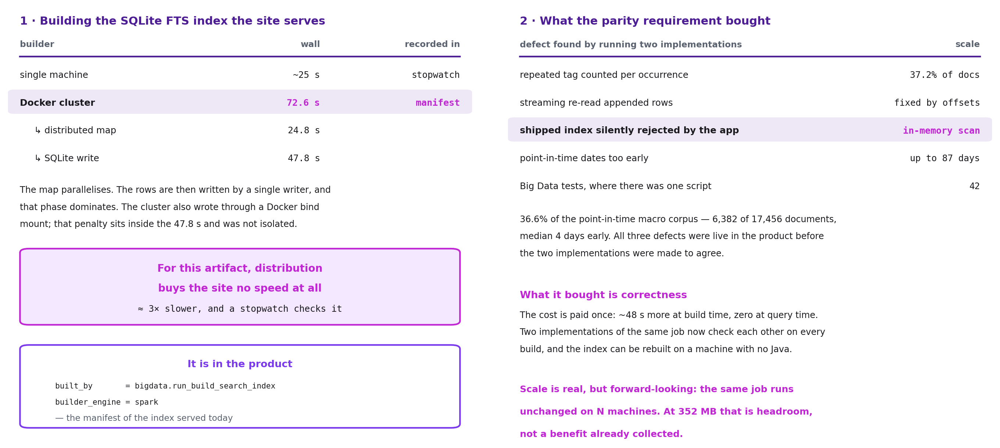 1 · Building the SQLite FTS index the site serves
builder wall recorded in
single machine ~25 s stopwatch
Docker cluster 72.6 s manifest
↳ distributed map 24.8 s
↳ SQLite write 47.8 s
The map parallelises. The rows are then written by a single writer, and
that phase dominates. The cluster also wrote through a Docker bind
mount; that penalty sits inside the 47.8 s and was not isolated.
For this artifact, distribution
buys the site no speed at all
≈ 3× slower, and a stopwatch checks it
It is in the product
built_by       = bigdata.run_build_search_index
builder_engine = spark
— the manifest of the index served today
2 · What the parity requirement bought
defect found by running two implementations scale
repeated tag counted per occurrence 37.2% of docs
streaming re-read appended rows fixed by offsets
shipped index silently rejected by the app in-memory scan
point-in-time dates too early up to 87 days
Big Data tests, where there was one script 42
36.6% of the point-in-time macro corpus — 6,382 of 17,456 documents,
median 4 days early. All three defects were live in the product before
the two implementations were made to agree.
What it bought is correctness
The cost is paid once: ~48 s more at build time, zero at query time.
Two implementations of the same job now check each other on every
build, and the index can be rebuilt on a machine with no Java.
Scale is real, but forward-looking: the same job runs
unchanged on N machines. At 352 MB that is headroom,
not a benefit already collected.